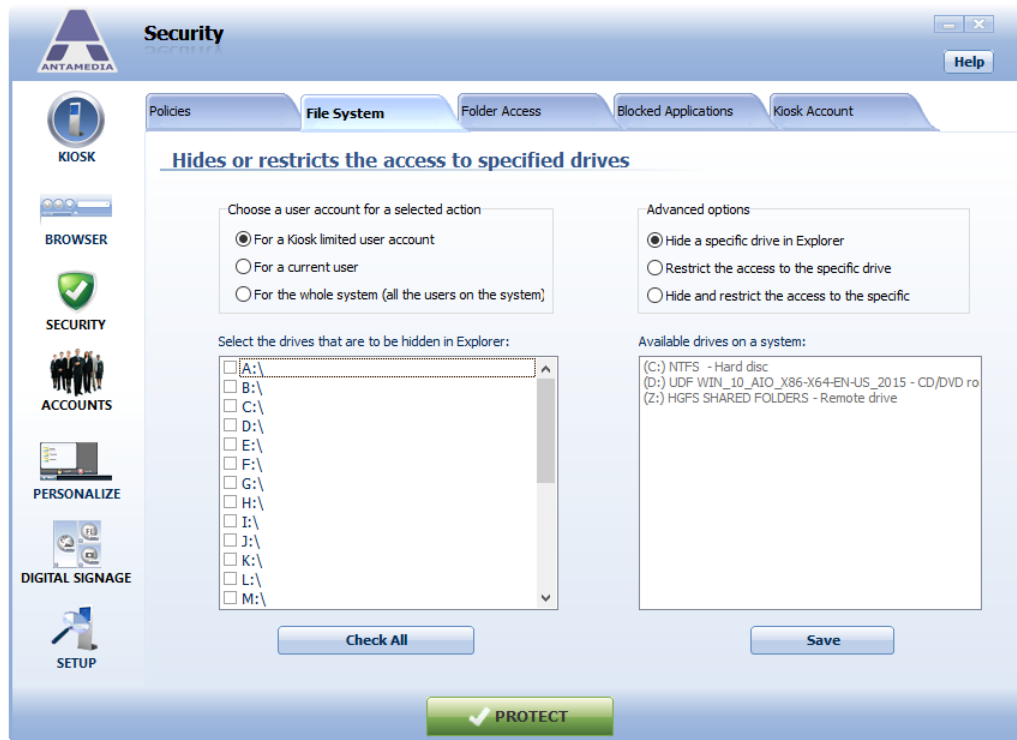 Security
ANTAMEDIA
Help
KIOSK
BROWSER
SECURITY
ACCOUNTS
PERSONALIZE
DIGITAL SIGNAGE
SETUP
Policies
File System
Folder Access
Blocked Applications
Kiosk Account
Hides or restricts the access to specified drives
Choose a user account for a selected action
For a Kiosk limited user account
For a current user
For the whole system (all the users on the system)
Advanced options
Hide a specific drive in Explorer
Restrict the access to the specific drive
Hide and restrict the access to the specific
Select the drives that are to be hidden in Explorer:
A:\
B:\
C:\
D:\
E:\
F:\
G:\
H:\
I:\
J:\
K:\
L:\
M:\
Check All
Available drives on a system:
(C:) NTFS - Hard disc
(D:) UDF WIN_10_AIO_X86-X64-EN-US_2015 - CD/DVD ro
(Z:) HGFS SHARED FOLDERS - Remote drive
Save
PROTECT